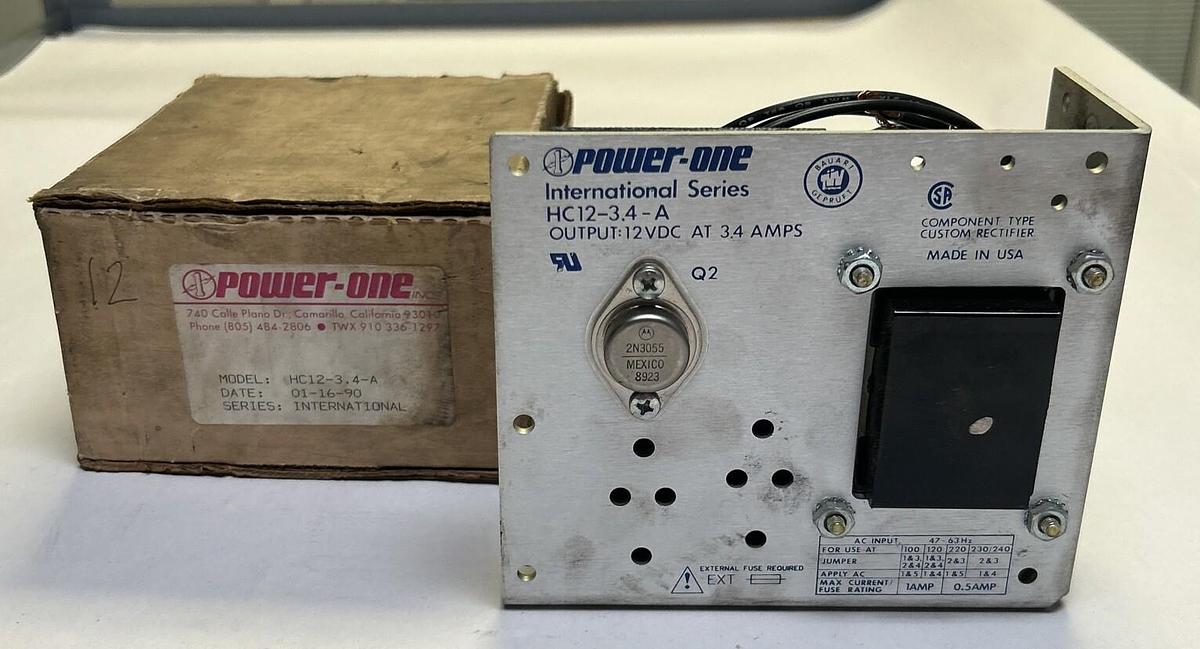 12
POWER-ONE INC.
740 Calle Plano Dr., Camarillo, California
Phone (805) 484-2806 ● TWX 910 336-1297
MODEL: HC12-3.4-A
DATE: 01-16-90
SERIES: INTERNATIONAL
POWER-ONE
International Series
HC12-3.4-A
OUTPUT: 12VDC AT 3.4 AMPS
BAUART
GEPRÜFT
SA
COMPONENT TYPE
CUSTOM RECTIFIER
MADE IN USA
Q2
2N3055
MEXICO
8923
EXTERNAL FUSE REQUIRED
EXT
AC INPUT, 47-63Hz
FOR USE AT 100 120 220 230/240
JUMPER 1&3, 2&4 1&3, 2&4 2&3 2&3
APPLY AC 1&5 1&4 1&5 1&4
MAX CURRENT/
FUSE RATING 1AMP 0.5AMP